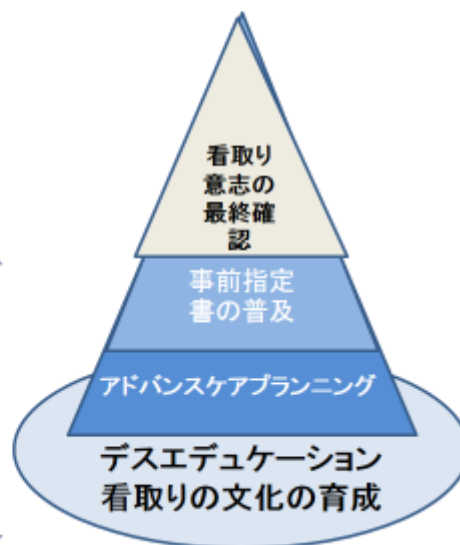 看取り
意志の
最終確
認
事前指定
書の普及
アドバンスケアプランニング
デスエデュケーション
看取りの文化の育成